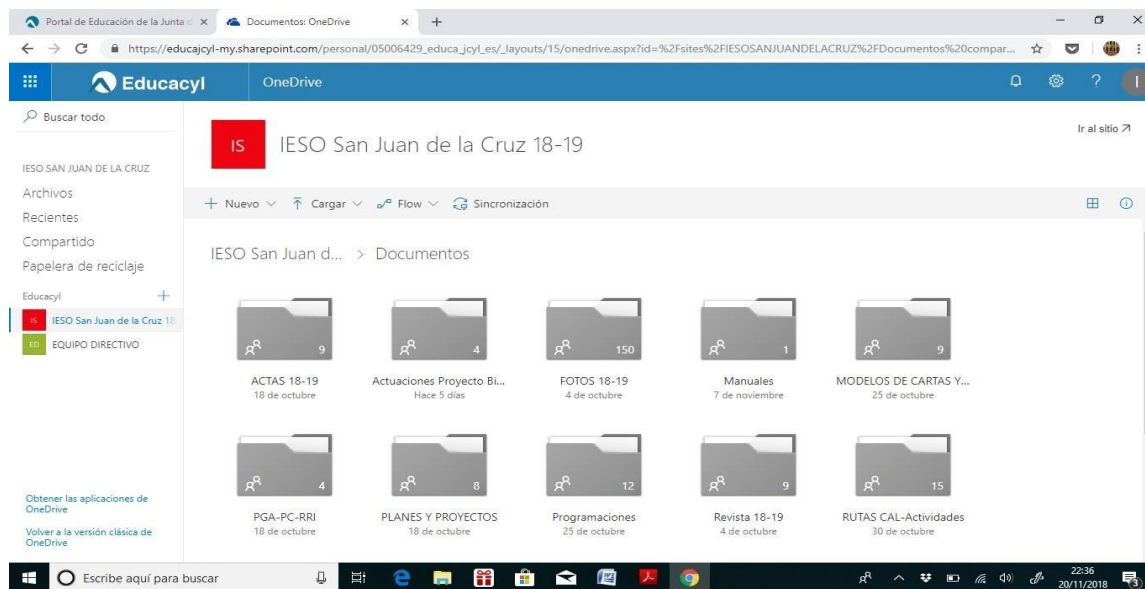 Portal de Educación de la Junta d
Documentos: OneDrive
https://educajcyl-my.sharepoint.com/personal/05006429_educa_jcyl_es/_layouts/15/onedrive.aspx?id=%2Fsites%2FIESOSANJUANDELACRUZ%2FDocumentos%20compar...
Educacyl
OneDrive
?
I
Buscar todo
IS
IESO San Juan de la Cruz 18-19
Ir al sitio
IESO SAN JUAN DE LA CRUZ
Archivos
Recientes
Compartido
Papelera de reciclaje
Educacyl
IS IESO San Juan de la Cruz 18
ED EQUIPO DIRECTIVO
Obtener las aplicaciones de
OneDrive
Volver a la versión clásica de
OneDrive
Nuevo Cargar Flow Sincronización
IESO San Juan d... > Documentos
9 4 150 1 9
ACTAS 18-19 Actuaciones Proyecto Bi... FOTOS 18-19 Manuales MODELOS DE CARTAS Y...
18 de octubre Hace 5 días 4 de octubre 7 de noviembre 25 de octubre
4 8 12 9 15
PGA-PC-RRI PLANES Y PROYECTOS Programaciones Revista 18-19 RUTAS CAL-Actividades
18 de octubre 18 de octubre 25 de octubre 4 de octubre 30 de octubre
Escribe aquí para buscar
22:36
20/11/2018
3